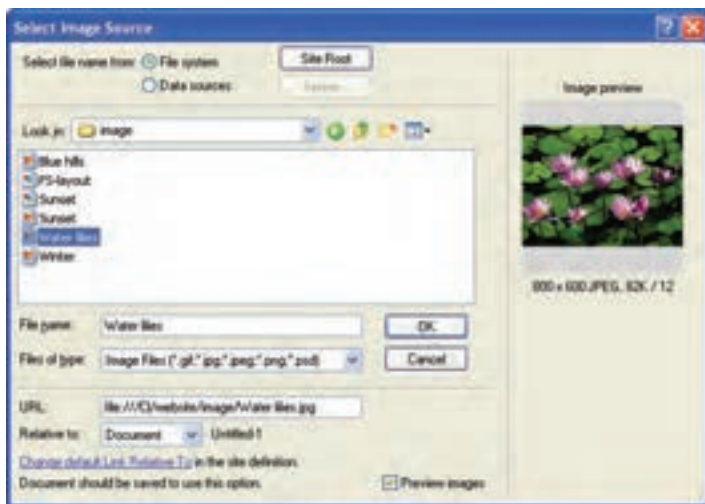 Select Image Source
Select file name from: File system
Site Root
Data sources
Image preview
Look in: image
Blue hills
PS-layout
Sunset
Sunset
Water lilies
Winter
800 x 600 JPEG, 82K / 12
File name: Water lilies
OK
Files of type: Image Files (*.gif;*.jpg;*.jpeg;*.png;*.psd)
Cancel
URL: file:///C|/website/image/Water lilies.jpg
Relative to: Document Untitled-1
Change default Link Relative To in the site definition.
Document should be saved to use this option.
Preview images